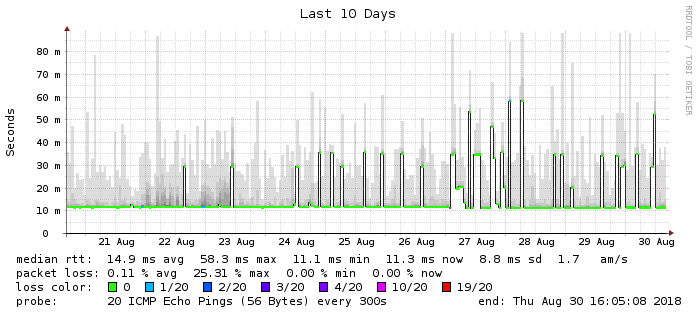 Last 10 Days
RRDTOOL / TOBI OETIKER
Seconds
80 m
70 m
60 m
50 m
40 m
30 m
20 m
10 m
0
21 Aug 22 Aug 23 Aug 24 Aug 25 Aug 26 Aug 27 Aug 28 Aug 29 Aug 30 Aug
median rtt: 14.9 ms avg 58.3 ms max 11.1 ms min 11.3 ms now 8.8 ms sd 1.7 am/s
packet loss: 0.11 % avg 25.31 % max 0.00 % min 0.00 % now
loss color: 0 1/20 2/20 3/20 4/20 10/20 19/20
probe: 20 ICMP Echo Pings (56 Bytes) every 300s end: Thu Aug 30 16:05:08 2018